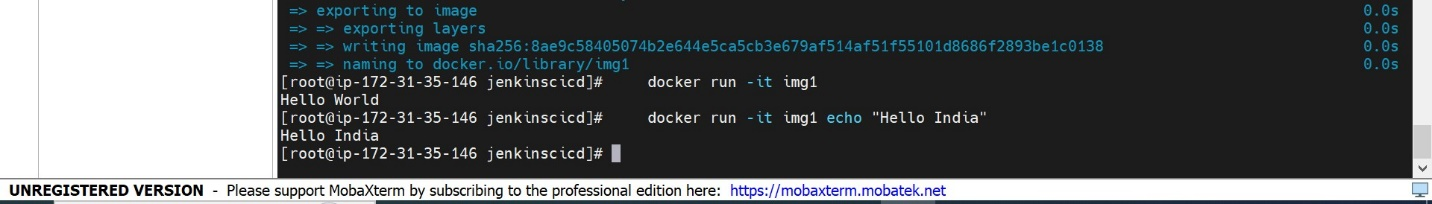 => exporting to image 0.0s
=> => exporting layers 0.0s
=> => writing image sha256:8ae9c58405074b2e644e5ca5cb3e679af514af51f55101d8686f2893be1c0138 0.0s
=> => naming to docker.io/library/img1 0.0s
[root@ip-172-31-35-146 jenkinscicd]# docker run -it img1
Hello World
[root@ip-172-31-35-146 jenkinscicd]# docker run -it img1 echo "Hello India"
Hello India
[root@ip-172-31-35-146 jenkinscicd]#
UNREGISTERED VERSION - Please support MobaXterm by subscribing to the professional edition here: https://mobaxterm.mobatek.net